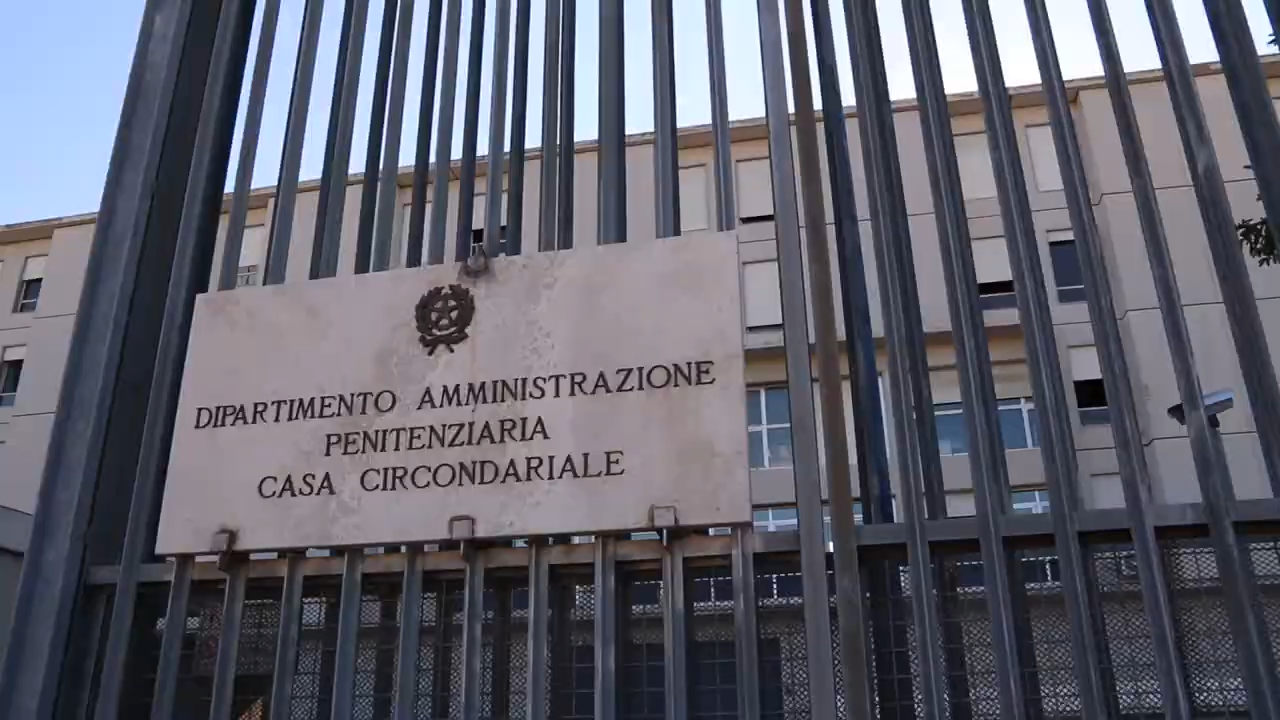 DIPARTIMENTO AMMINISTRAZIONE
PENITENZIARIA
CASA CIRCONDARIALE